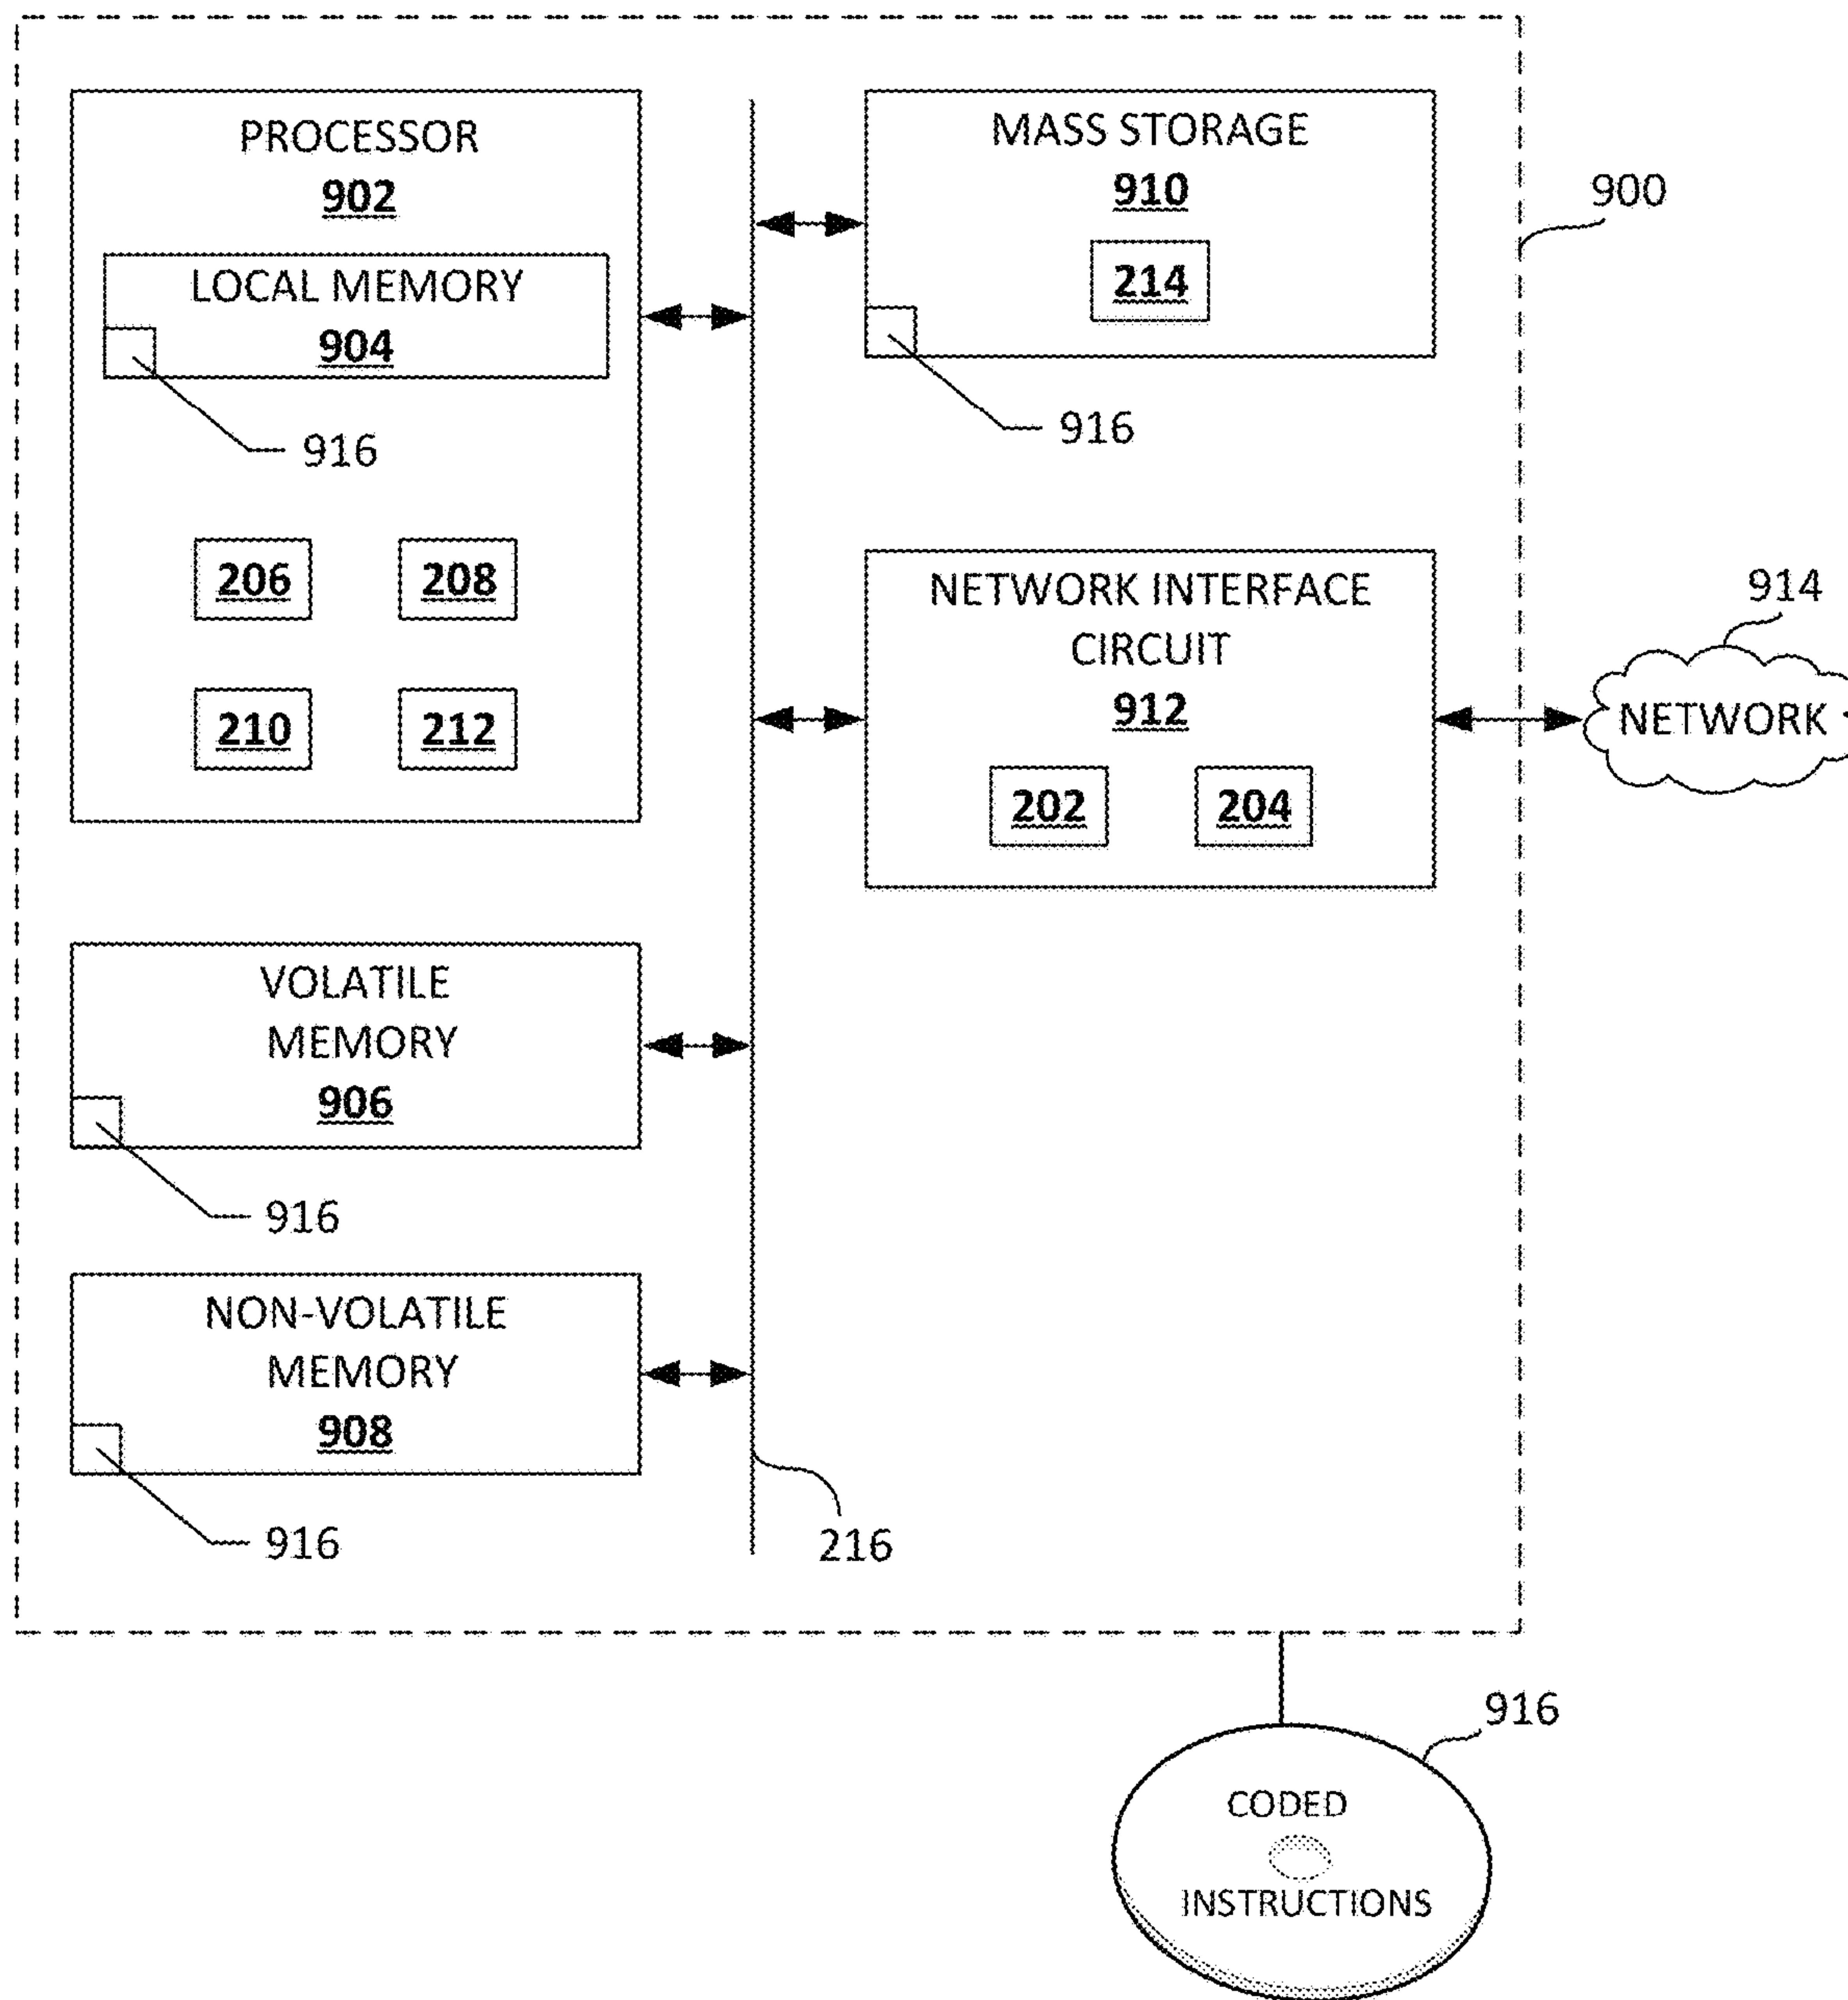 PROCESSOR
902
LOCAL MEMORY
904
916
206
208
210
212
VOLATILE
MEMORY
906
916
NON-VOLATILE
MEMORY
908
916
216
MASS STORAGE
910
214
916
NETWORK INTERFACE
CIRCUIT
912
202
204
900
914
NETWORK
916
CODED
INSTRUCTIONS